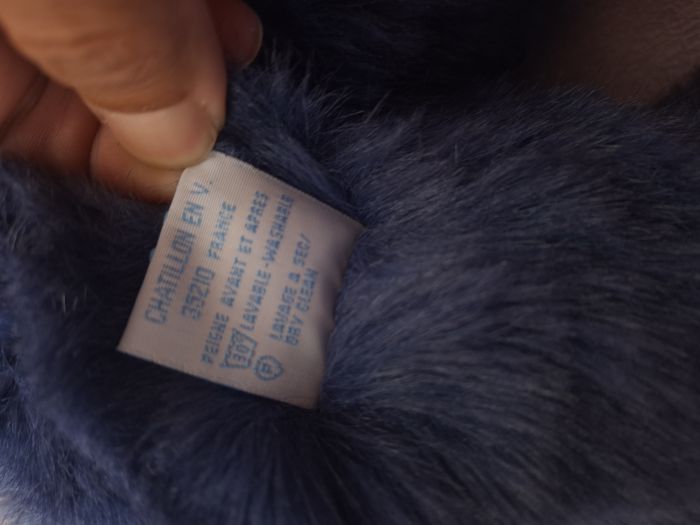 CHATILLON EN V.
35210 FRANCE
PEIGNE AVANT ET APRES
30 LAVABLE-WASHABLE
LAVAGE A SEC/
P DRY CLEAN